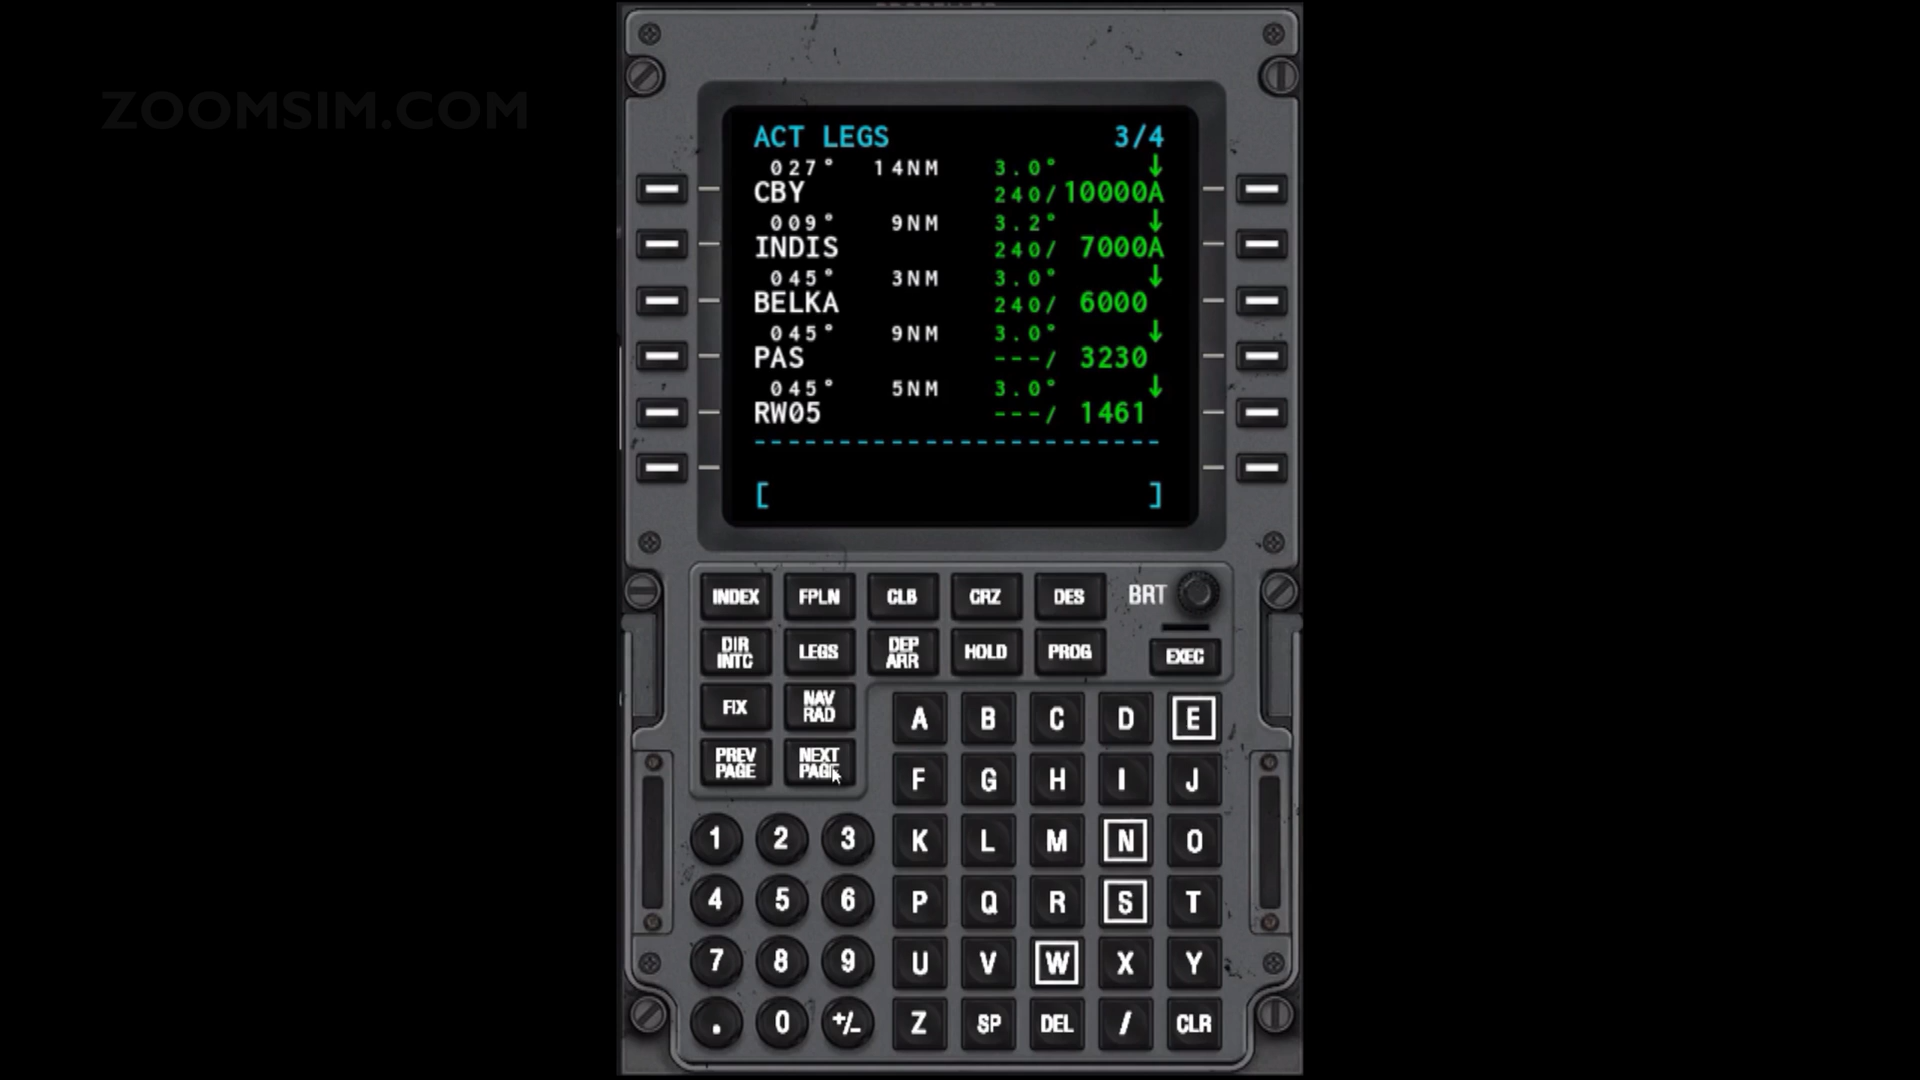 ZOOMSIM.COM
ACT LEGS 3/4
027° 14NM 3.0° ↓
CBY 240/10000A
009° 9NM 3.2° ↓
INDIS 240/ 7000A
045° 3NM 3.0° ↓
BELKA 240/ 6000
045° 9NM 3.0° ↓
PAS ---/ 3230
045° 5NM 3.0° ↓
RW05 ---/ 1461
------------------------
[ ]
INDEX FPLN CLB CRZ DES BRT
DIR INTC LEGS DEP ARR HOLD PROG EXEC
FIX NAV RAD
PREV PAGE NEXT PAGE
A B C D E
F G H I J
1 2 3 K L M N O
4 5 6 P Q R S T
7 8 9 U V W X Y
. 0 +/- Z SP DEL / CLR